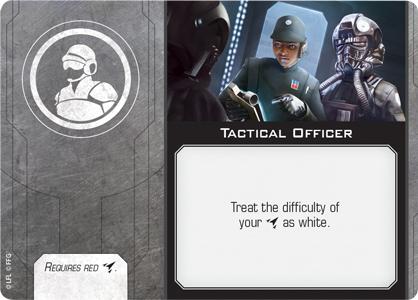 TACTICAL OFFICER
Treat the difficulty of
your as white.
REQUIRES RED .
©LFL ©FFG